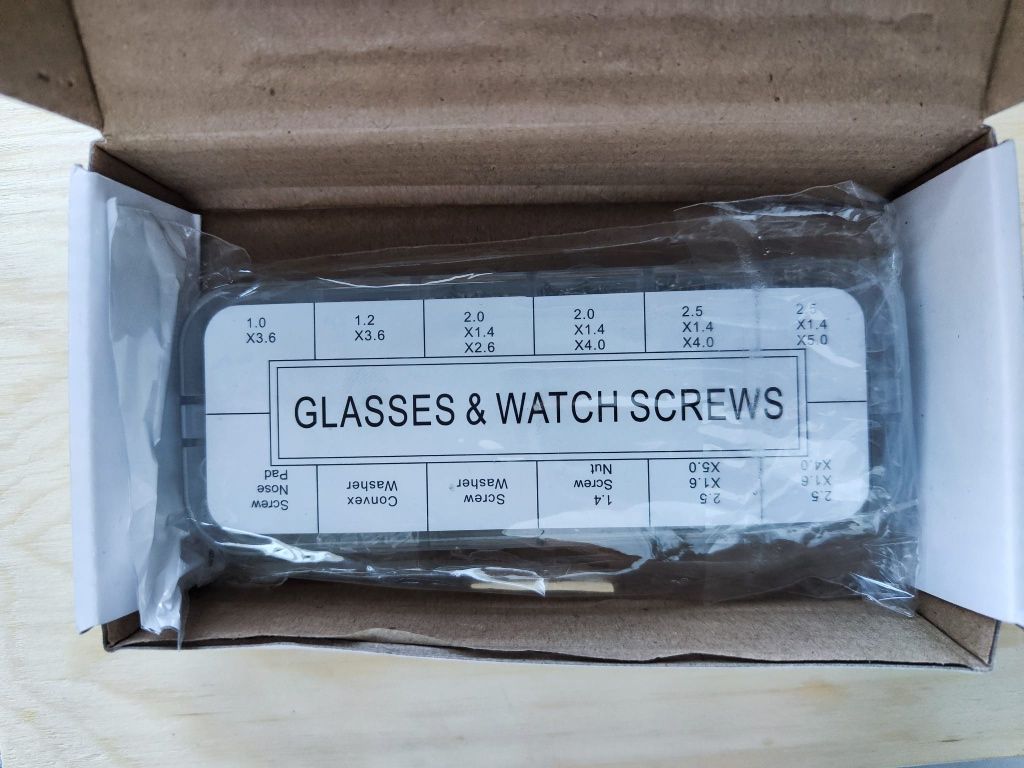 1.0
X3.6
1.2
X3.6
2.0
X1.4
X2.6
2.0
X1.4
X4.0
2.5
X1.4
X4.0
2.5
X1.4
X5.0
GLASSES & WATCH SCREWS
Screw
Nose
Pad
Convex
Washer
Screw
Washer
1.4
Screw
Nut
2.5
X1.6
X5.0
2.5
X1.6
X4.0